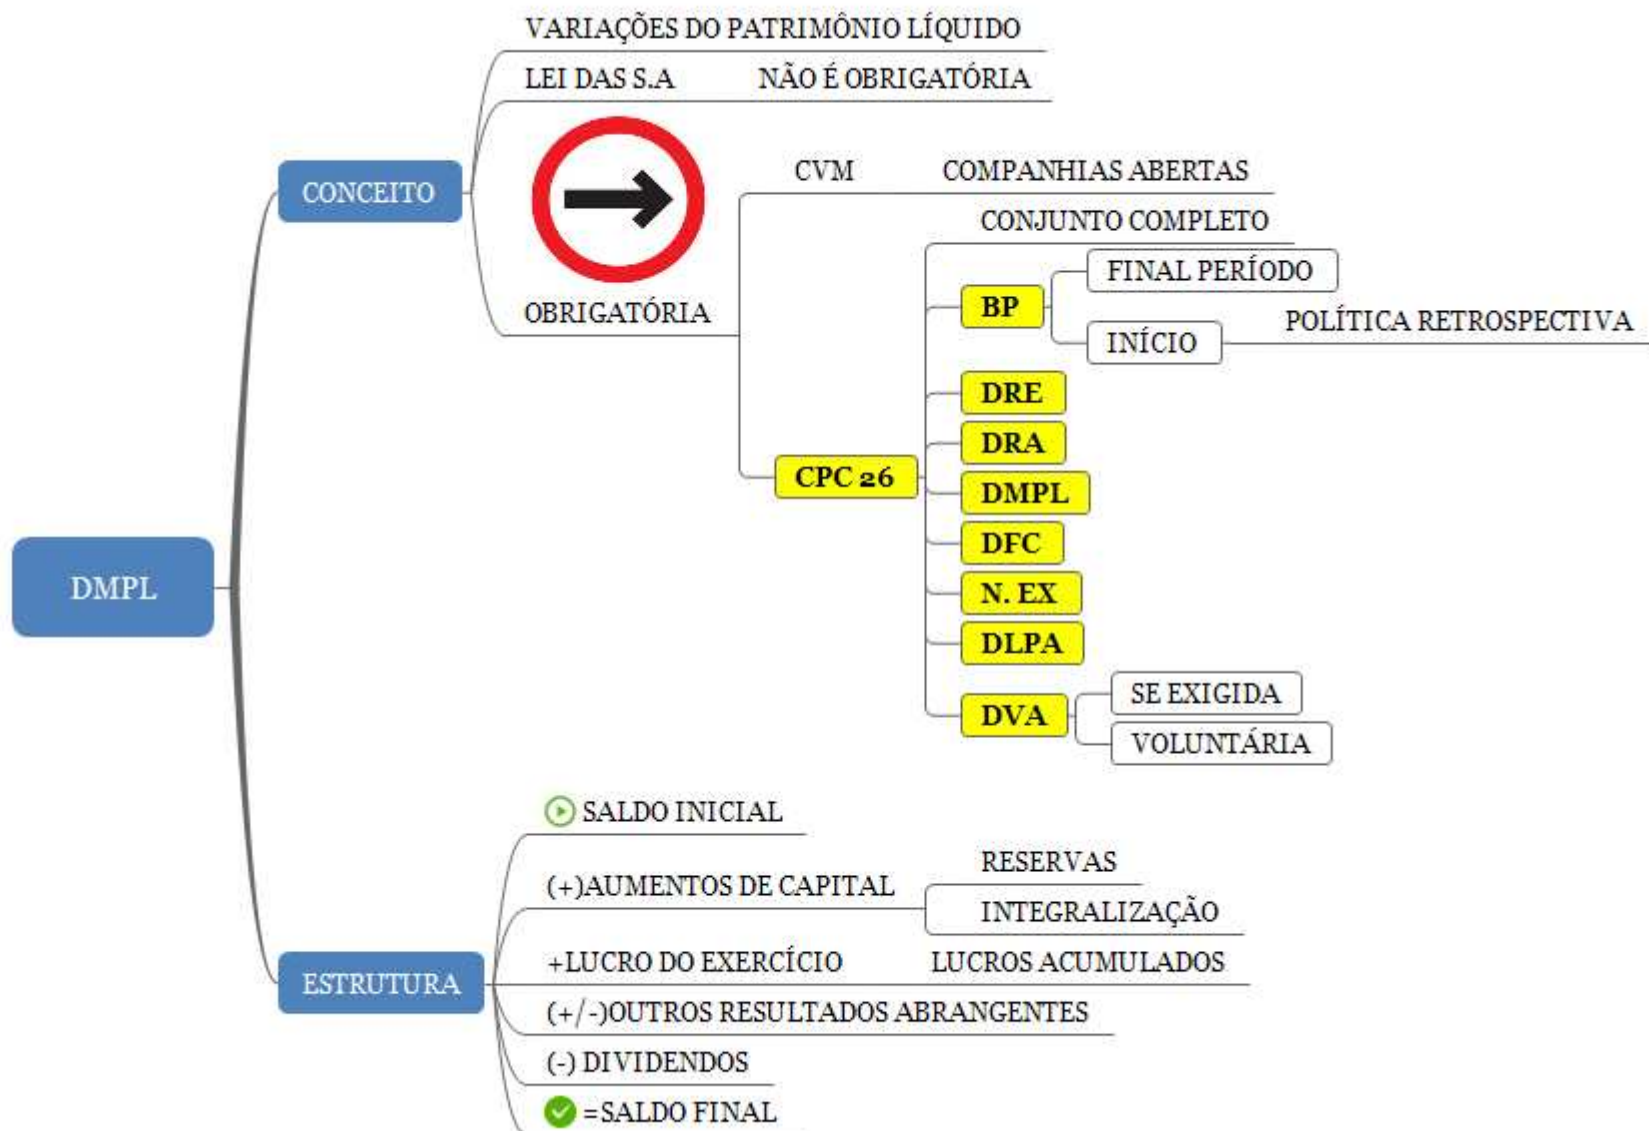 DMPL
CONCEITO
VARIAÇÕES DO PATRIMÔNIO LÍQUIDO
LEI DAS S.A NÃO É OBRIGATÓRIA
OBRIGATÓRIA
CVM COMPANHIAS ABERTAS
CPC 26
CONJUNTO COMPLETO
BP
FINAL PERÍODO
INÍCIO POLÍTICA RETROSPECTIVA
DRE
DRA
DMPL
DFC
N. EX
DLPA
DVA
SE EXIGIDA
VOLUNTÁRIA
ESTRUTURA
SALDO INICIAL
(+)AUMENTOS DE CAPITAL
RESERVAS
INTEGRALIZAÇÃO
+LUCRO DO EXERCÍCIO LUCROS ACUMULADOS
(+/-)OUTROS RESULTADOS ABRANGENTES
(-) DIVIDENDOS
=SALDO FINAL